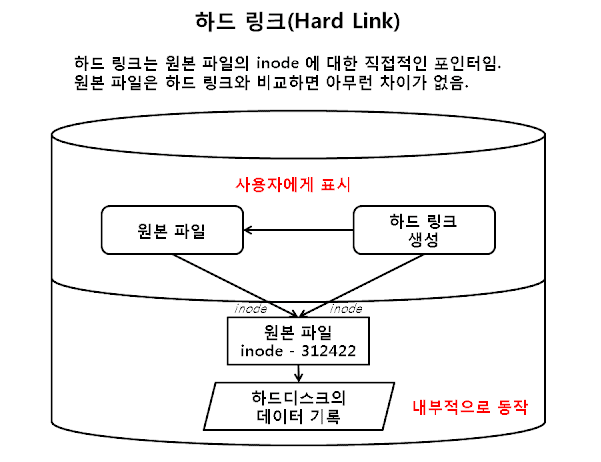 하드 링크(Hard Link)
하드 링크는 원본 파일의 inode 에 대한 직접적인 포인터임.
원본 파일은 하드 링크와 비교하면 아무런 차이가 없음.
사용자에게 표시
원본 파일
하드 링크
생성
inode
inode
원본 파일
inode - 312422
하드디스크의
데이터 기록
내부적으로 동작